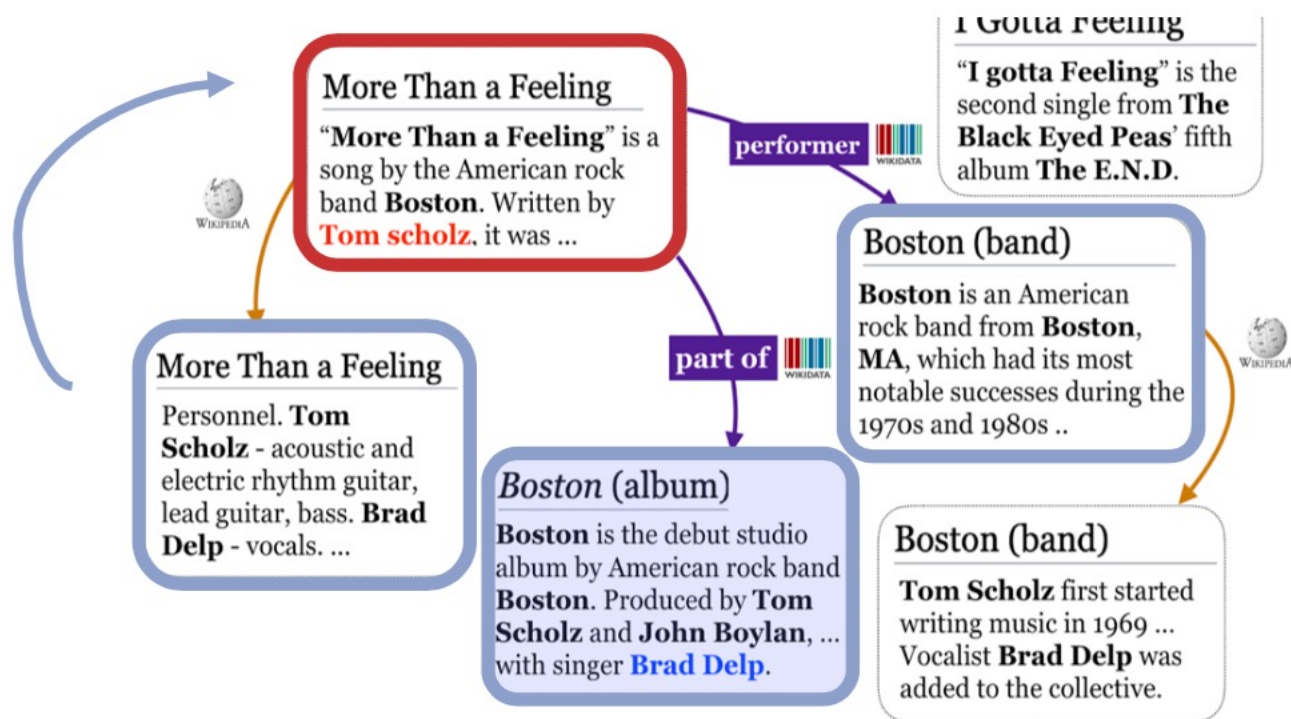 More Than a Feeling
“More Than a Feeling” is a
song by the American rock
band Boston. Written by
Tom scholz, it was ...
WIKIPEDIA
performer
WIKIDATA
I Gotta Feeling
“I gotta Feeling” is the
second single from The
Black Eyed Peas’ fifth
album The E.N.D.
More Than a Feeling
Personnel. Tom
Scholz - acoustic and
electric rhythm guitar,
lead guitar, bass. Brad
Delp - vocals. ...
part of
WIKIDATA
Boston (album)
Boston is the debut studio
album by American rock band
Boston. Produced by Tom
Scholz and John Boylan, ...
with singer Brad Delp.
Boston (band)
Boston is an American
rock band from Boston,
MA, which had its most
notable successes during the
1970s and 1980s ..
WIKIPEDIA
Boston (band)
Tom Scholz first started
writing music in 1969 ...
Vocalist Brad Delp was
added to the collective.